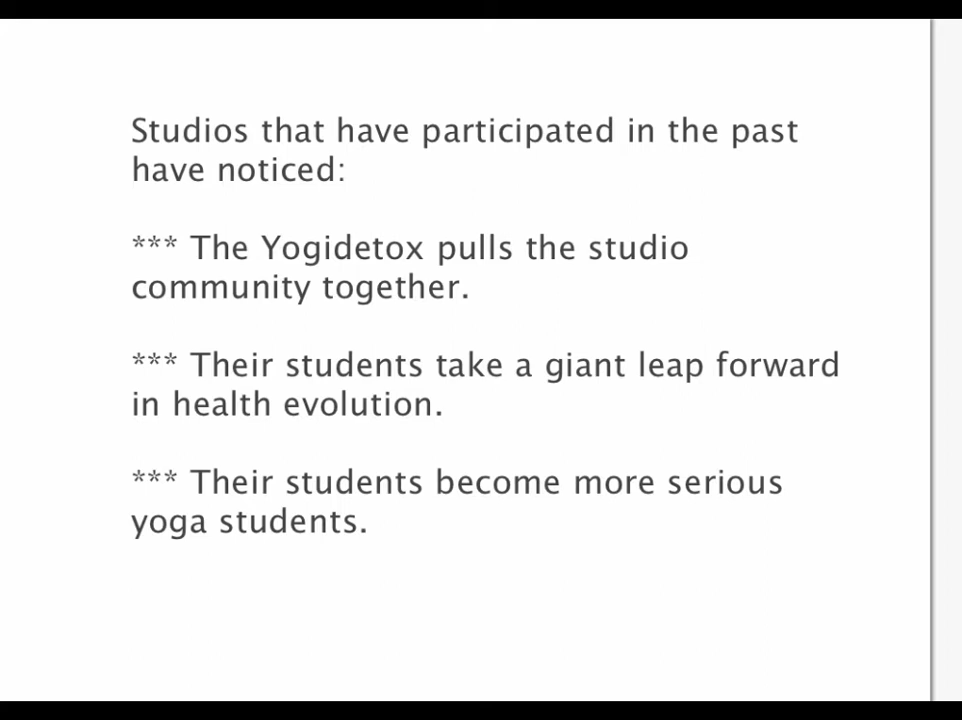 Studios that have participated in the past
have noticed:
*** The Yogidetox pulls the studio
community together.
*** Their students take a giant leap forward
in health evolution.
*** Their students become more serious
yoga students.